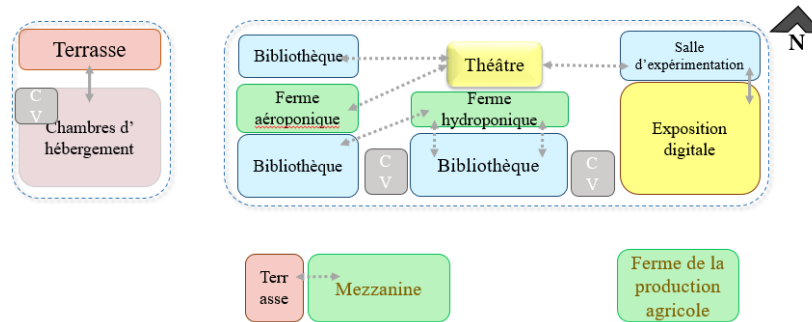 Terrasse
C
V
Chambres d'
hébergement
Bibliothèque
Ferme
aéroponique
Bibliothèque
Théâtre
Ferme
hydroponique
C
V
Bibliothèque
C
V
Salle
d'expérimentation
Exposition
digitale
N
Terr
asse
Mezzanine
Ferme de la
production
agricole